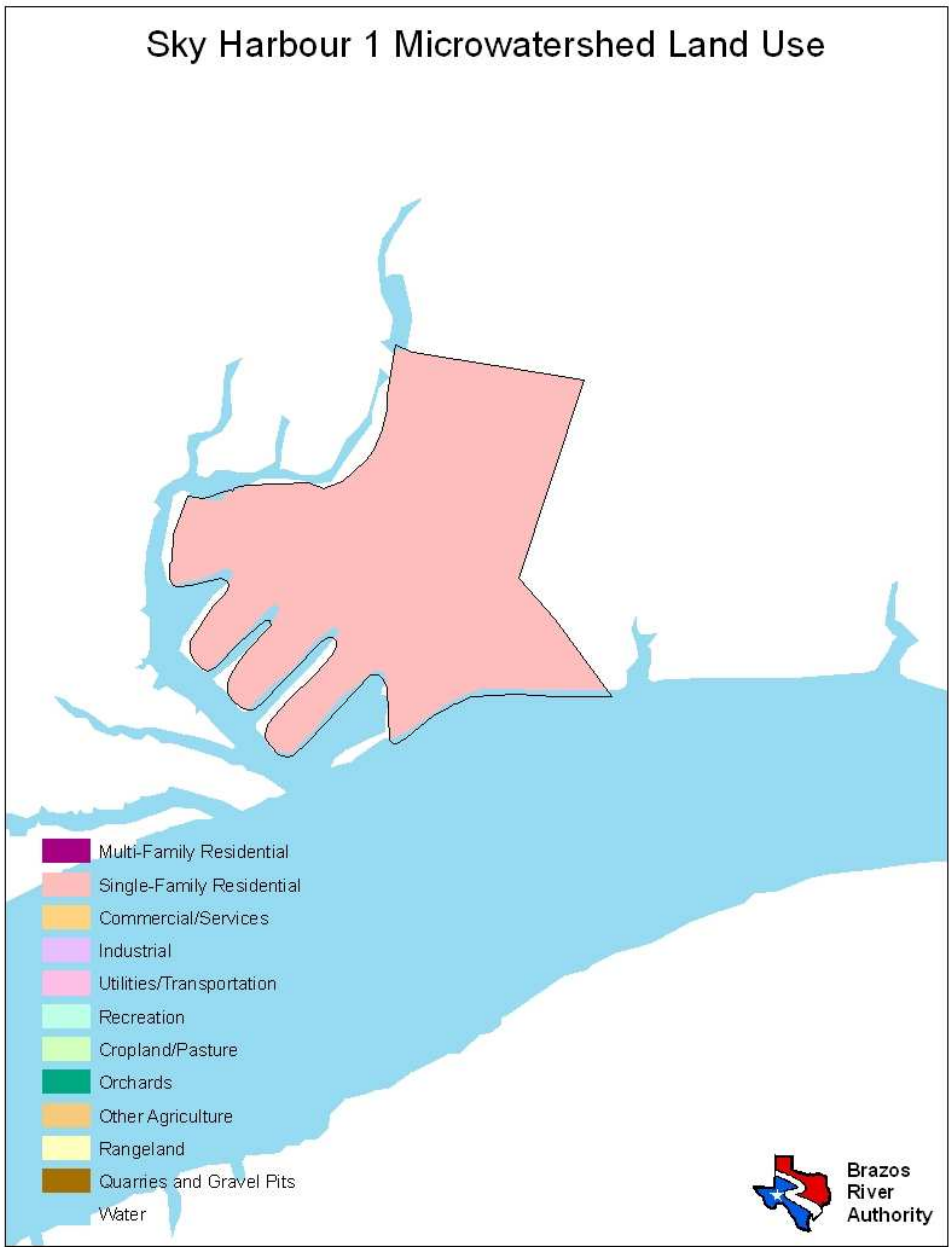 Sky Harbour 1 Microwatershed Land Use
Multi-Family Residential
Single-Family Residential
Commercial/Services
Industrial
Utilities/Transportation
Recreation
Cropland/Pasture
Orchards
Other Agriculture
Rangeland
Quarries and Gravel Pits
Water
Brazos
River
Authority